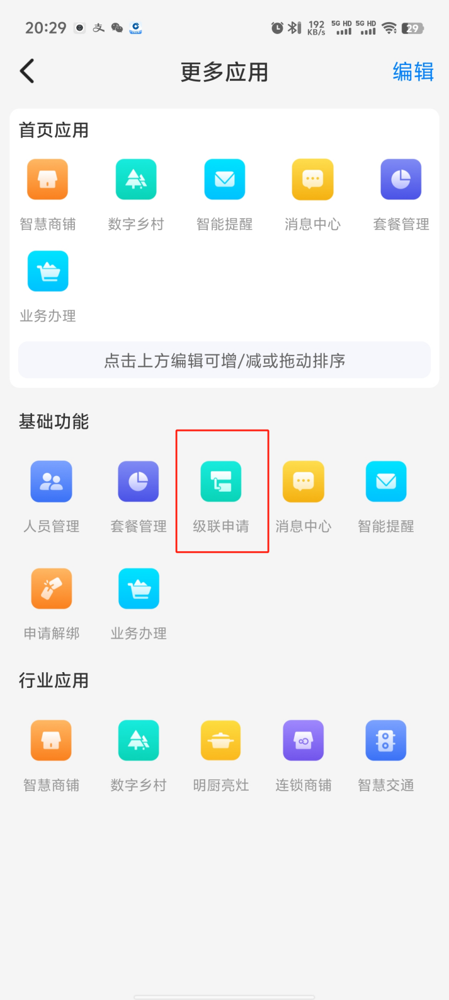 20:29 支 192 KB/s 5G HD 5G HD 29
更多应用 编辑
首页应用
智慧商铺 数字乡村 智能提醒 消息中心 套餐管理
业务办理
点击上方编辑可增/减或拖动排序
基础功能
人员管理 套餐管理 级联申请 消息中心 智能提醒
申请解绑 业务办理
行业应用
智慧商铺 数字乡村 明厨亮灶 连锁商铺 智慧交通